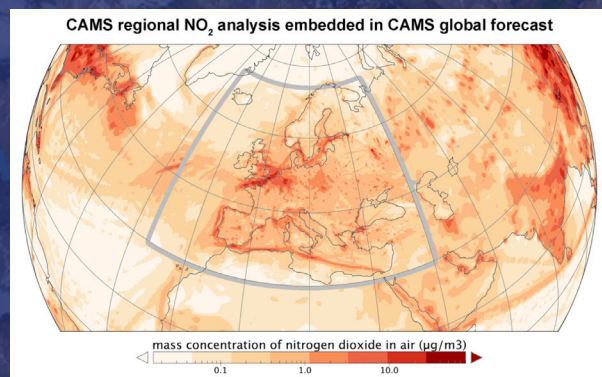 CAMS regional NO₂ analysis embedded in CAMS global forecast
mass concentration of nitrogen dioxide in air (µg/m3)
0.1 1.0 10.0